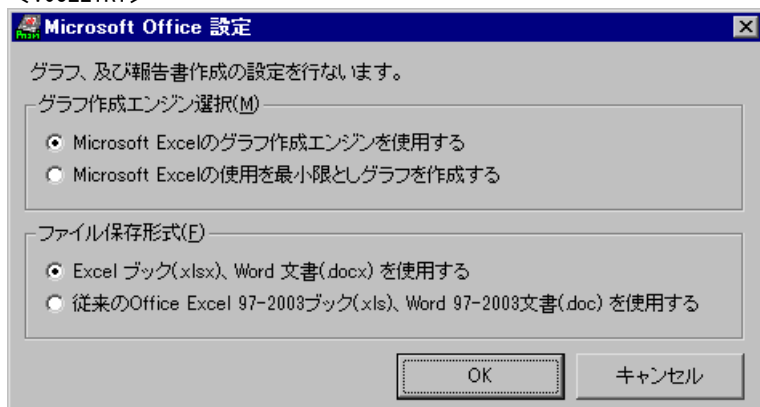 Microsoft Office 設定
グラフ、及び報告書作成の設定を行ないます。
グラフ作成エンジン選択(M)
Microsoft Excelのグラフ作成エンジンを使用する
Microsoft Excelの使用を最小限としグラフを作成する
ファイル保存形式(F)
Excel ブック(xlsx)、Word 文書(docx) を使用する
従来のOffice Excel 97-2003ブック(xls)、Word 97-2003文書(doc) を使用する
OK キャンセル